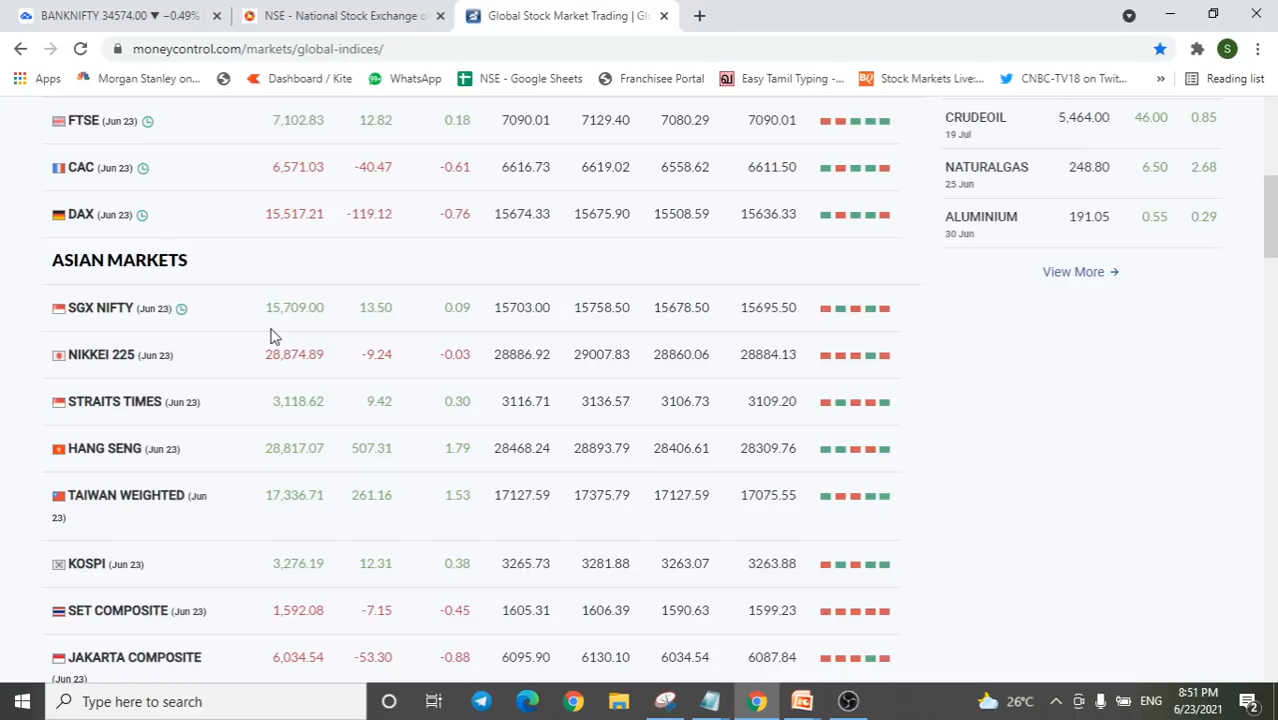 BANKNIFTY 34574.00 ▼ −0.49%
NSE - National Stock Exchange o
Global Stock Market Trading | Glo
moneycontrol.com/markets/global-indices/
S
Apps
Morgan Stanley on...
Dashboard / Kite
99+
WhatsApp
NSE - Google Sheets
Franchisee Portal
Easy Tamil Typing -...
BQ
Stock Markets Live:...
CNBC-TV18 on Twit...
»
Reading list
FTSE (Jun 23) 7,102.83 12.82 0.18 7090.01 7129.40 7080.29 7090.01
CAC (Jun 23) 6,571.03 -40.47 -0.61 6616.73 6619.02 6558.62 6611.50
DAX (Jun 23) 15,517.21 -119.12 -0.76 15674.33 15675.90 15508.59 15636.33
ASIAN MARKETS
SGX NIFTY (Jun 23) 15,709.00 13.50 0.09 15703.00 15758.50 15678.50 15695.50
NIKKEI 225 (Jun 23) 28,874.89 -9.24 -0.03 28886.92 29007.83 28860.06 28884.13
STRAITS TIMES (Jun 23) 3,118.62 9.42 0.30 3116.71 3136.57 3106.73 3109.20
HANG SENG (Jun 23) 28,817.07 507.31 1.79 28468.24 28893.79 28406.61 28309.76
TAIWAN WEIGHTED (Jun 17,336.71 261.16 1.53 17127.59 17375.79 17127.59 17075.55
23)
KOSPI (Jun 23) 3,276.19 12.31 0.38 3265.73 3281.88 3263.07 3263.88
SET COMPOSITE (Jun 23) 1,592.08 -7.15 -0.45 1605.31 1606.39 1590.63 1599.23
JAKARTA COMPOSITE 6,034.54 -53.30 -0.88 6095.90 6130.10 6034.54 6087.84
(Jun 23)
CRUDEOIL 5,464.00 46.00 0.85
19 Jul
NATURALGAS 248.80 6.50 2.68
25 Jun
ALUMINIUM 191.05 0.55 0.29
30 Jun
View More →
Type here to search
26°C
ENG
8:51 PM
6/23/2021
2